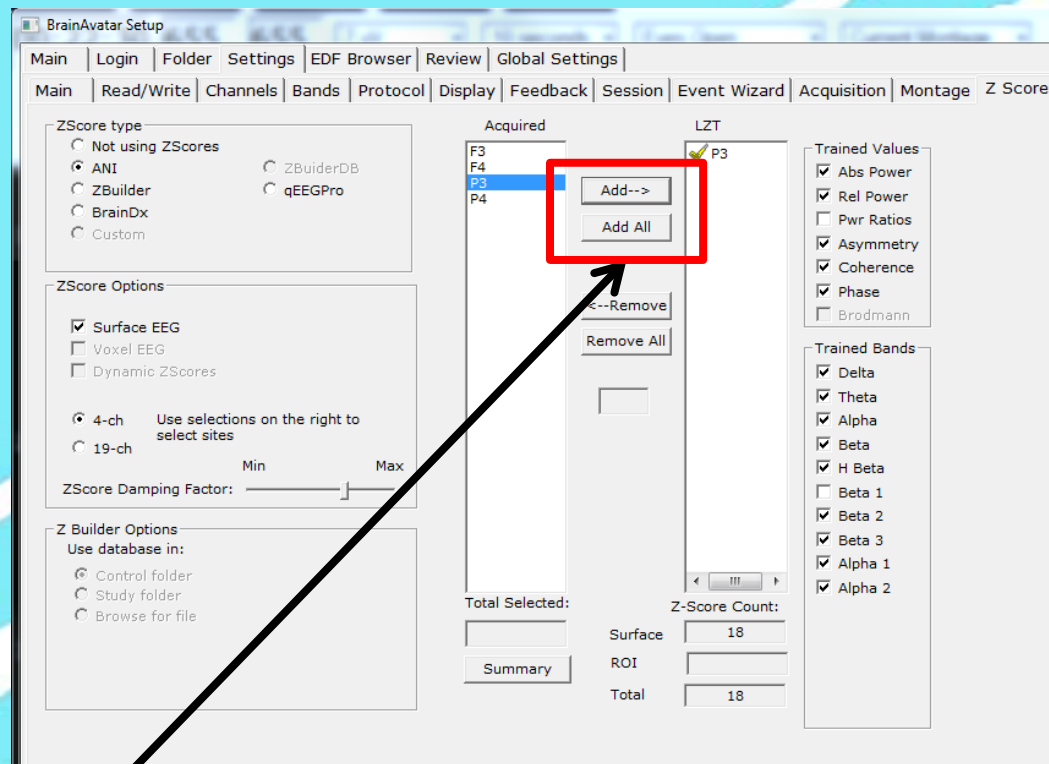 BrainAvatar Setup
Main Login Folder Settings EDF Browser Review Global Settings
Main Read/Write Channels Bands Protocol Display Feedback Session Event Wizard Acquisition Montage Z Score
ZScore type
Not using ZScores
ANI ZBuiderDB
ZBuilder qEEGPro
BrainDx
Custom
ZScore Options
Surface EEG
Voxel EEG
Dynamic ZScores
4-ch Use selections on the right to
19-ch select sites
Min Max
ZScore Damping Factor:
Z Builder Options
Use database in:
Control folder
Study folder
Browse for file
Acquired
F3
F4
P3
P4
Total Selected:
Summary
Add-->
Add All
<--Remove
Remove All
LZT
P3
Z-Score Count:
Surface 18
ROI
Total 18
Trained Values
Abs Power
Rel Power
Pwr Ratios
Asymmetry
Coherence
Phase
Brodmann
Trained Bands
Delta
Theta
Alpha
Beta
H Beta
Beta 1
Beta 2
Beta 3
Alpha 1
Alpha 2